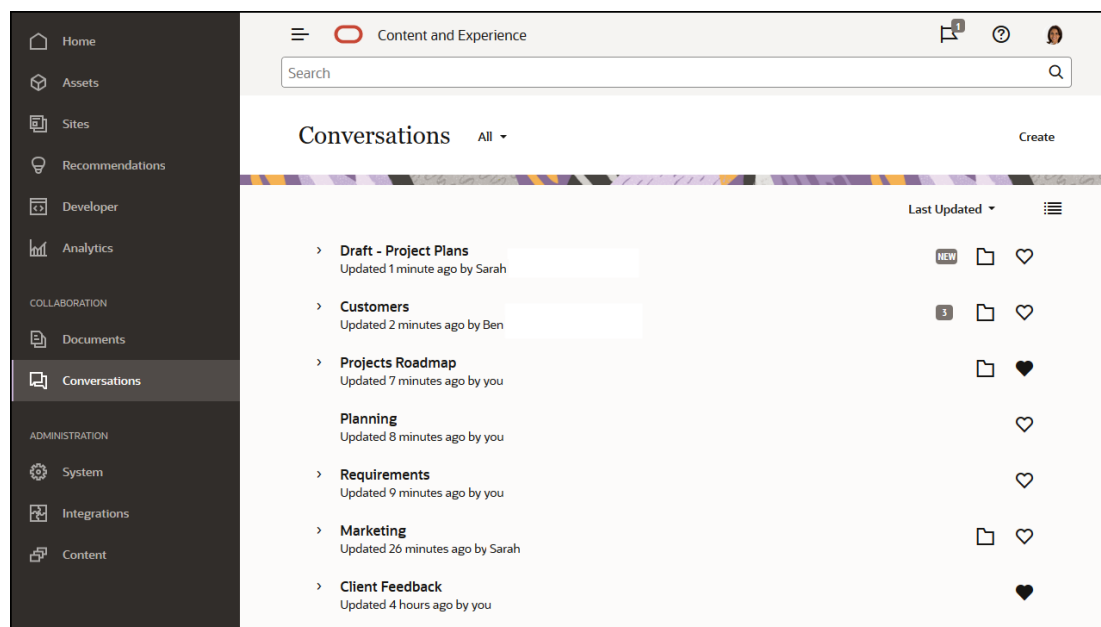 Home
Assets
Sites
Recommendations
Developer
Analytics
COLLABORATION
Documents
Conversations
ADMINISTRATION
System
Integrations
Content
Content and Experience
1
Search
Conversations All
Create
Last Updated
Draft - Project Plans
Updated 1 minute ago by Sarah
NEW
Customers
Updated 2 minutes ago by Ben
3
Projects Roadmap
Updated 7 minutes ago by you
Planning
Updated 8 minutes ago by you
Requirements
Updated 9 minutes ago by you
Marketing
Updated 26 minutes ago by Sarah
Client Feedback
Updated 4 hours ago by you